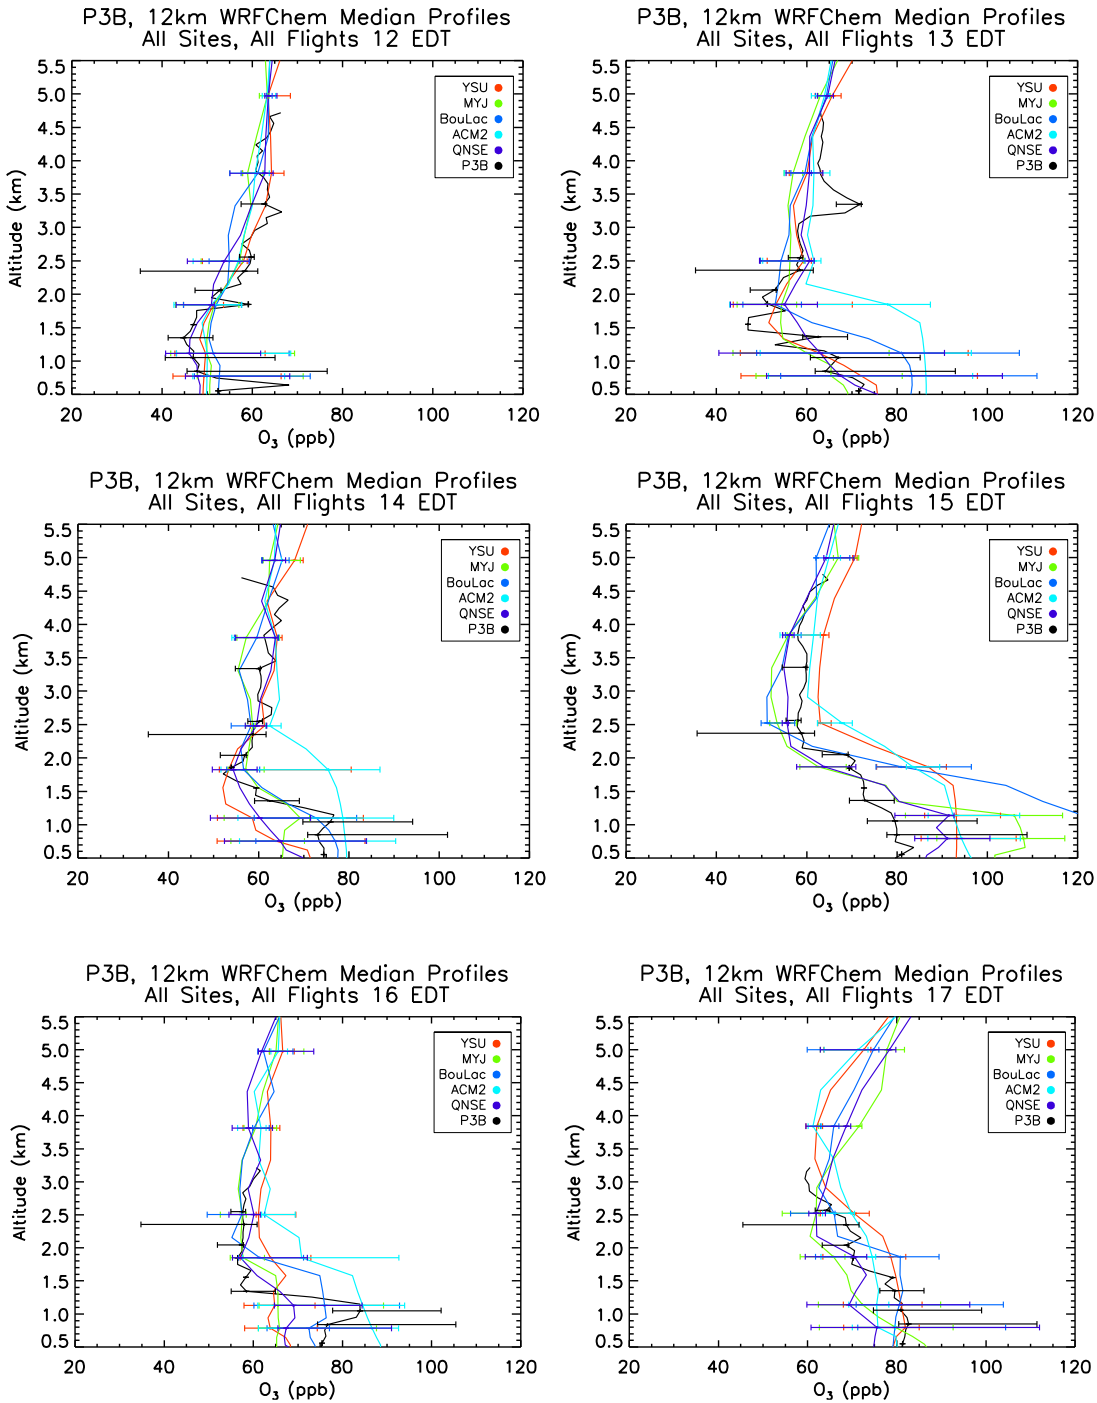 P3B, 12km WRFChem Median Profiles
All Sites, All Flights 12 EDT
5.5
5.0
4.5
4.0
3.5
3.0
2.5
2.0
1.5
1.0
0.5
Altitude (km)
YSU
MYJ
BouLac
ACM2
QNSE
P3B
20 40 60 80 100 120
O3 (ppb)
P3B, 12km WRFChem Median Profiles
All Sites, All Flights 13 EDT
5.5
5.0
4.5
4.0
3.5
3.0
2.5
2.0
1.5
1.0
0.5
Altitude (km)
YSU
MYJ
BouLac
ACM2
QNSE
P3B
20 40 60 80 100 120
O3 (ppb)
P3B, 12km WRFChem Median Profiles
All Sites, All Flights 14 EDT
5.5
5.0
4.5
4.0
3.5
3.0
2.5
2.0
1.5
1.0
0.5
Altitude (km)
YSU
MYJ
BouLac
ACM2
QNSE
P3B
20 40 60 80 100 120
O3 (ppb)
P3B, 12km WRFChem Median Profiles
All Sites, All Flights 15 EDT
5.5
5.0
4.5
4.0
3.5
3.0
2.5
2.0
1.5
1.0
0.5
Altitude (km)
YSU
MYJ
BouLac
ACM2
QNSE
P3B
20 40 60 80 100 120
O3 (ppb)
P3B, 12km WRFChem Median Profiles
All Sites, All Flights 16 EDT
5.5
5.0
4.5
4.0
3.5
3.0
2.5
2.0
1.5
1.0
0.5
Altitude (km)
YSU
MYJ
BouLac
ACM2
QNSE
P3B
20 40 60 80 100 120
O3 (ppb)
P3B, 12km WRFChem Median Profiles
All Sites, All Flights 17 EDT
5.5
5.0
4.5
4.0
3.5
3.0
2.5
2.0
1.5
1.0
0.5
Altitude (km)
YSU
MYJ
BouLac
ACM2
QNSE
P3B
20 40 60 80 100 120
O3 (ppb)